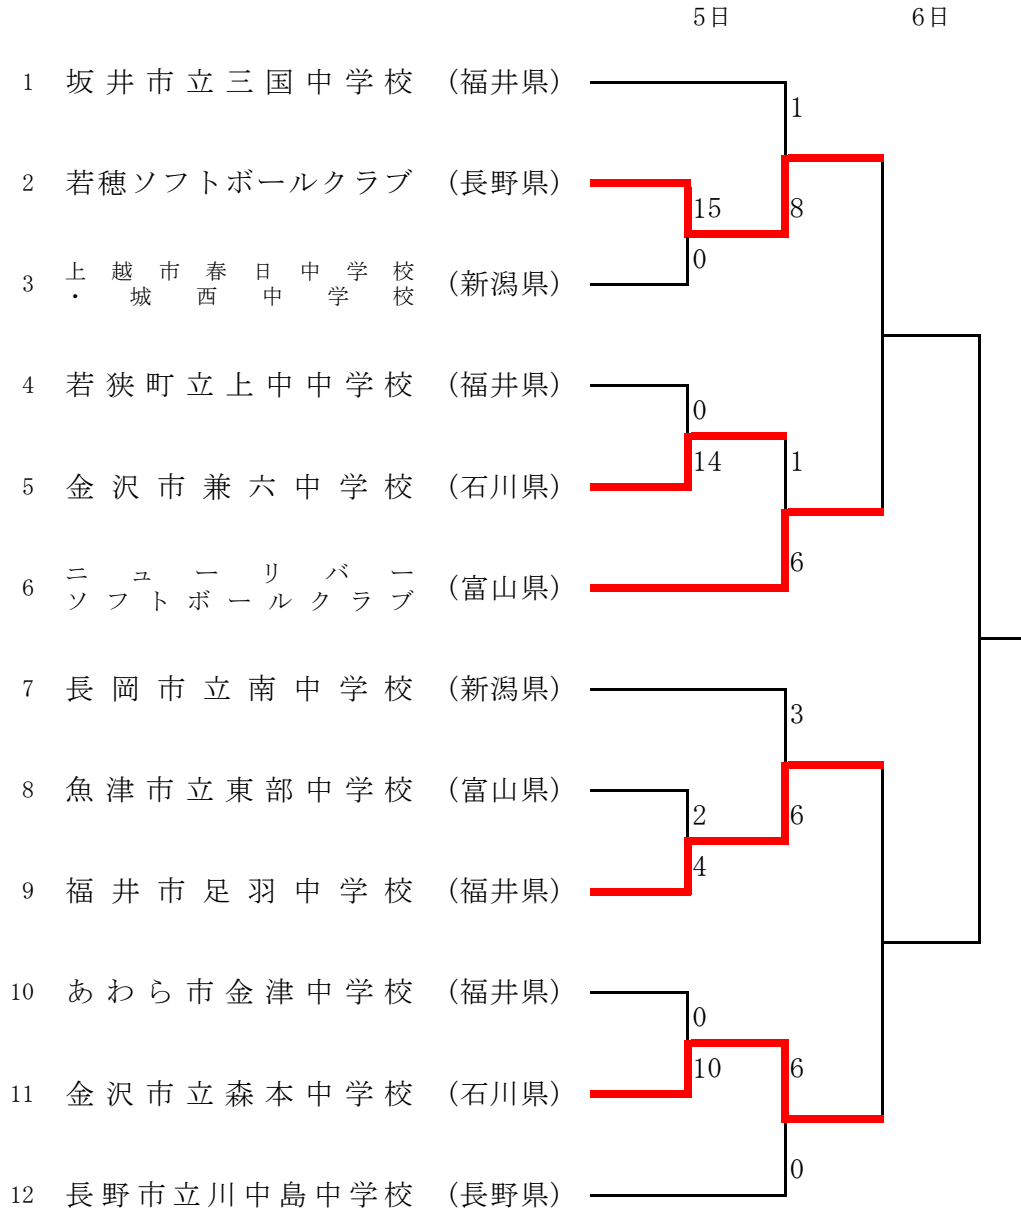 5日 6日
1 坂井市立三国中学校 (福井県)
1
2 若穂ソフトボールクラブ (長野県)
15 8
0
3 上越市春日中学校
・城西中学校 (新潟県)
4 若狭町立上中中学校 (福井県)
0
14 1
5 金沢市兼六中学校 (石川県)
6
6 ニューリバー
ソフトボールクラブ (富山県)
7 長岡市立南中学校 (新潟県)
3
8 魚津市立東部中学校 (富山県)
2 6
4
9 福井市足羽中学校 (福井県)
10 あわら市金津中学校 (福井県)
0
10 6
11 金沢市立森本中学校 (石川県)
0
12 長野市立川中島中学校 (長野県)